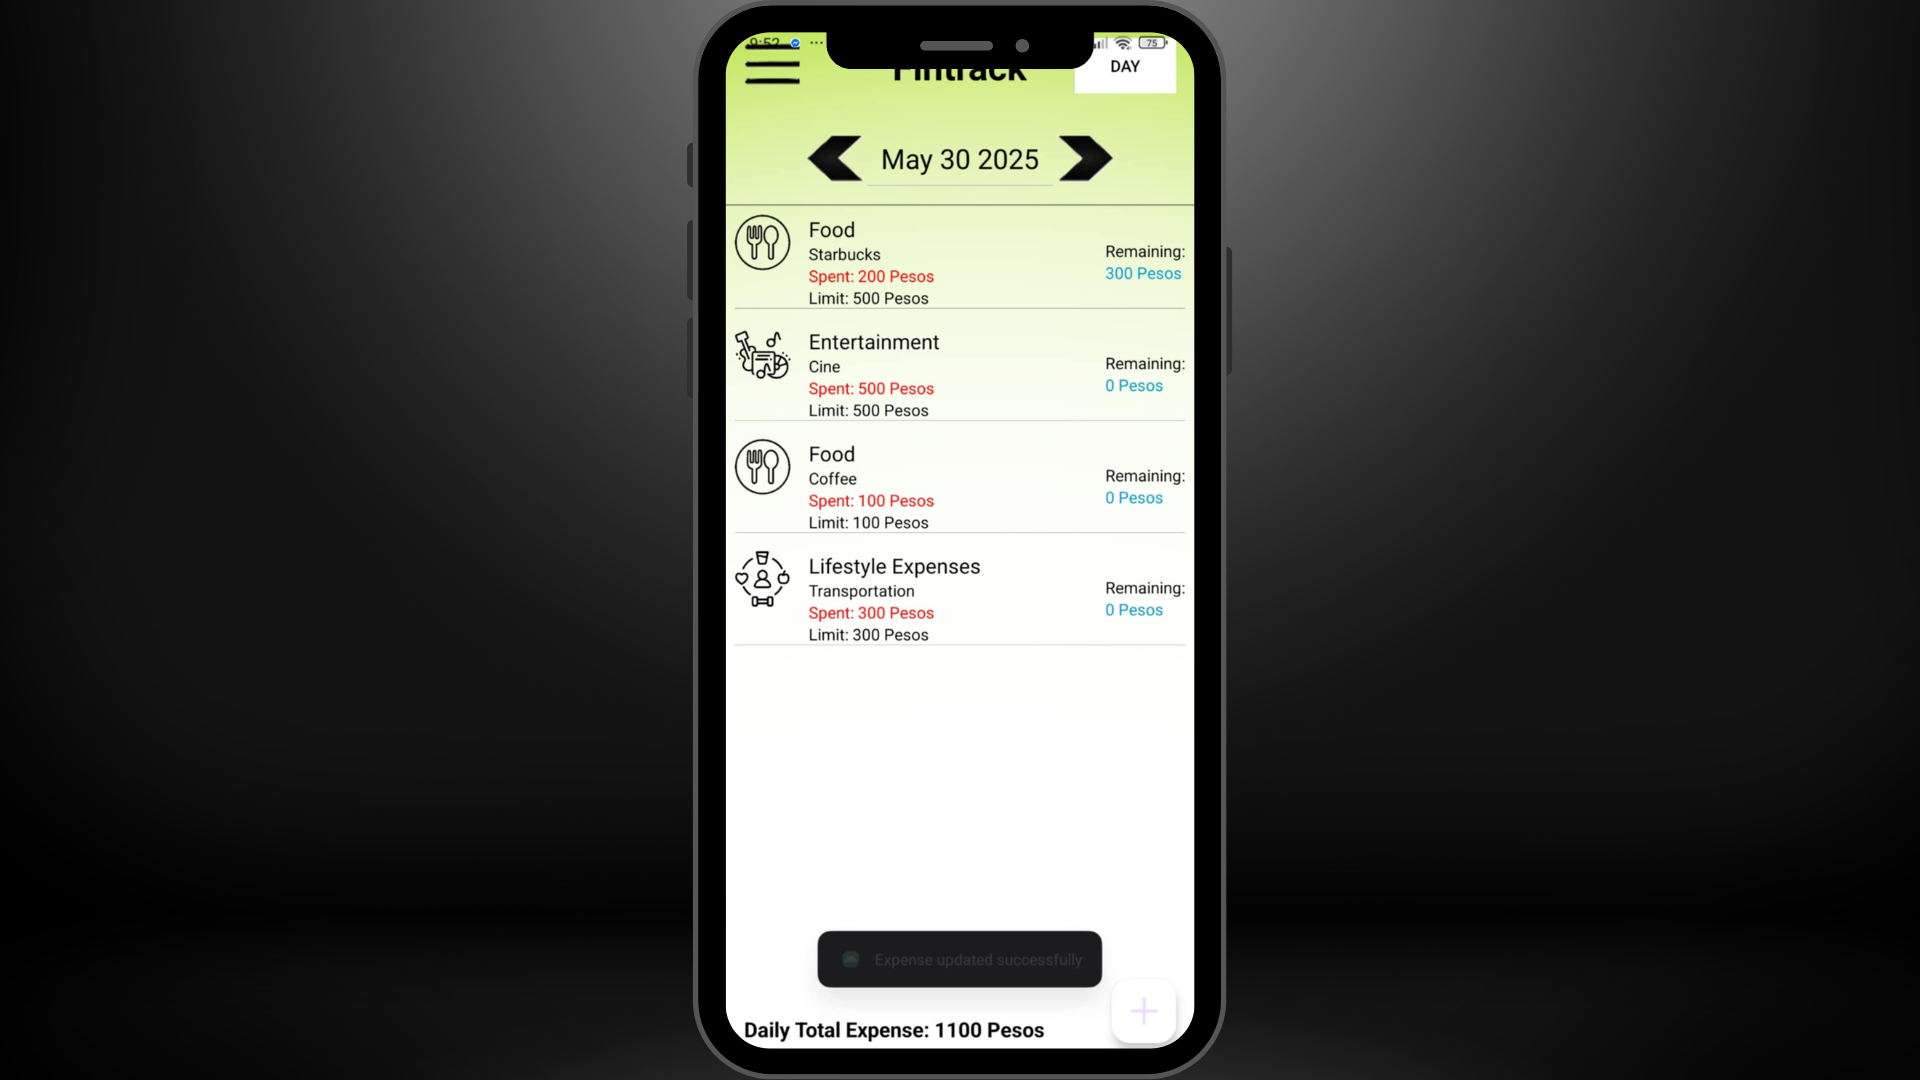 9:52
75
Fintrack
DAY
May 30 2025
Food
Starbucks
Spent: 200 Pesos
Limit: 500 Pesos
Remaining:
300 Pesos
Entertainment
Cine
Spent: 500 Pesos
Limit: 500 Pesos
Remaining:
0 Pesos
Food
Coffee
Spent: 100 Pesos
Limit: 100 Pesos
Remaining:
0 Pesos
Lifestyle Expenses
Transportation
Spent: 300 Pesos
Limit: 300 Pesos
Remaining:
0 Pesos
Expense updated successfully
+
Daily Total Expense: 1100 Pesos